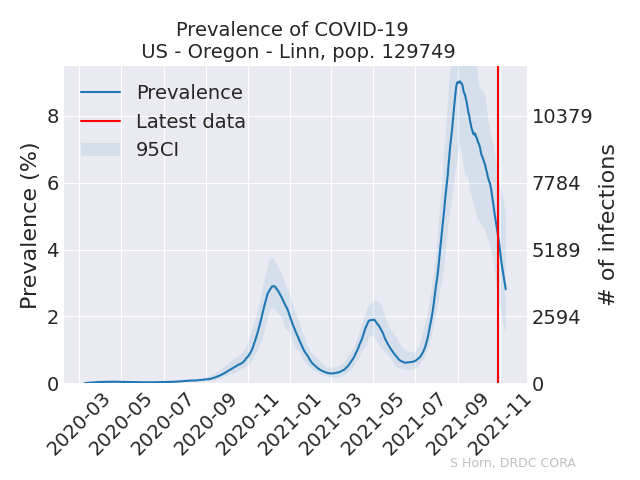 Prevalence of COVID-19
US - Oregon - Linn, pop. 129749
Prevalence
Latest data
95CI
Prevalence (%)
8
6
4
2
0
10379
7784
5189
2594
0
# of infections
2020-03
2020-05
2020-07
2020-09
2020-11
2021-01
2021-03
2021-05
2021-07
2021-09
2021-11
S Horn, DRDC CORA